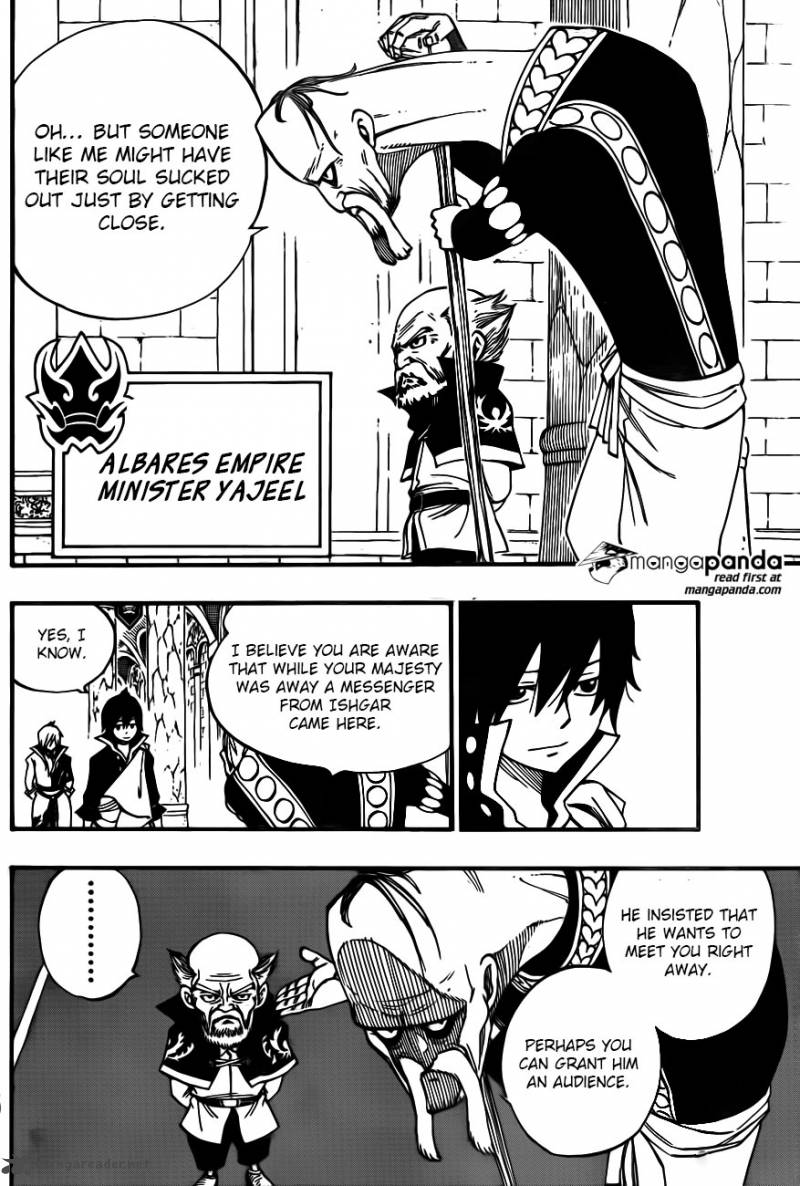 OH... BUT SOMEONE
LIKE ME MIGHT HAVE
THEIR SOUL SUCKED
OUT JUST BY GETTING
CLOSE.
ALBARES EMPIRE
MINISTER YAJEEL
mangapanda
read first at
mangapanda.com
YES, I
KNOW.
I BELIEVE YOU ARE AWARE
THAT WHILE YOUR MAJESTY
WAS AWAY A MESSENGER
FROM ISHGAR
CAME HERE.
..........
HE INSISTED THAT
HE WANTS TO
MEET YOU RIGHT
AWAY.
PERHAPS YOU
CAN GRANT HIM
AN AUDIENCE.
mangareader.net